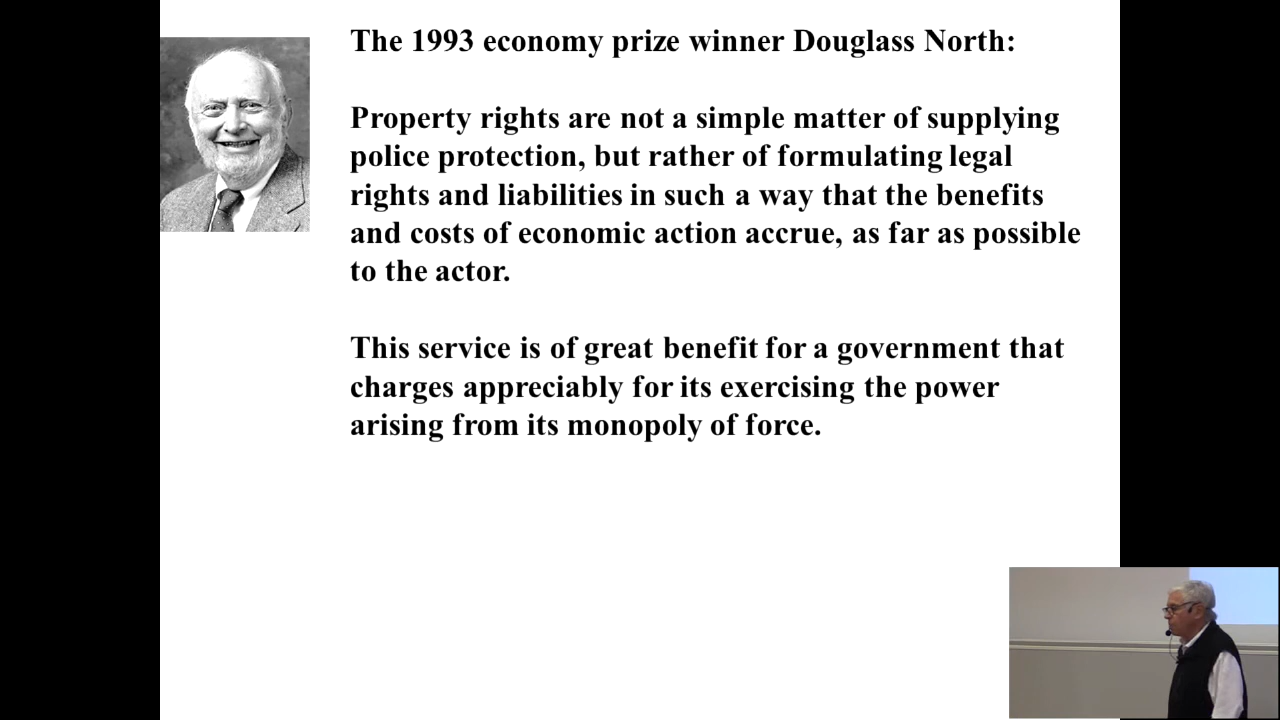 The 1993 economy prize winner Douglass North:
Property rights are not a simple matter of supplying
police protection, but rather of formulating legal
rights and liabilities in such a way that the benefits
and costs of economic action accrue, as far as possible
to the actor.
This service is of great benefit for a government that
charges appreciably for its exercising the power
arising from its monopoly of force.